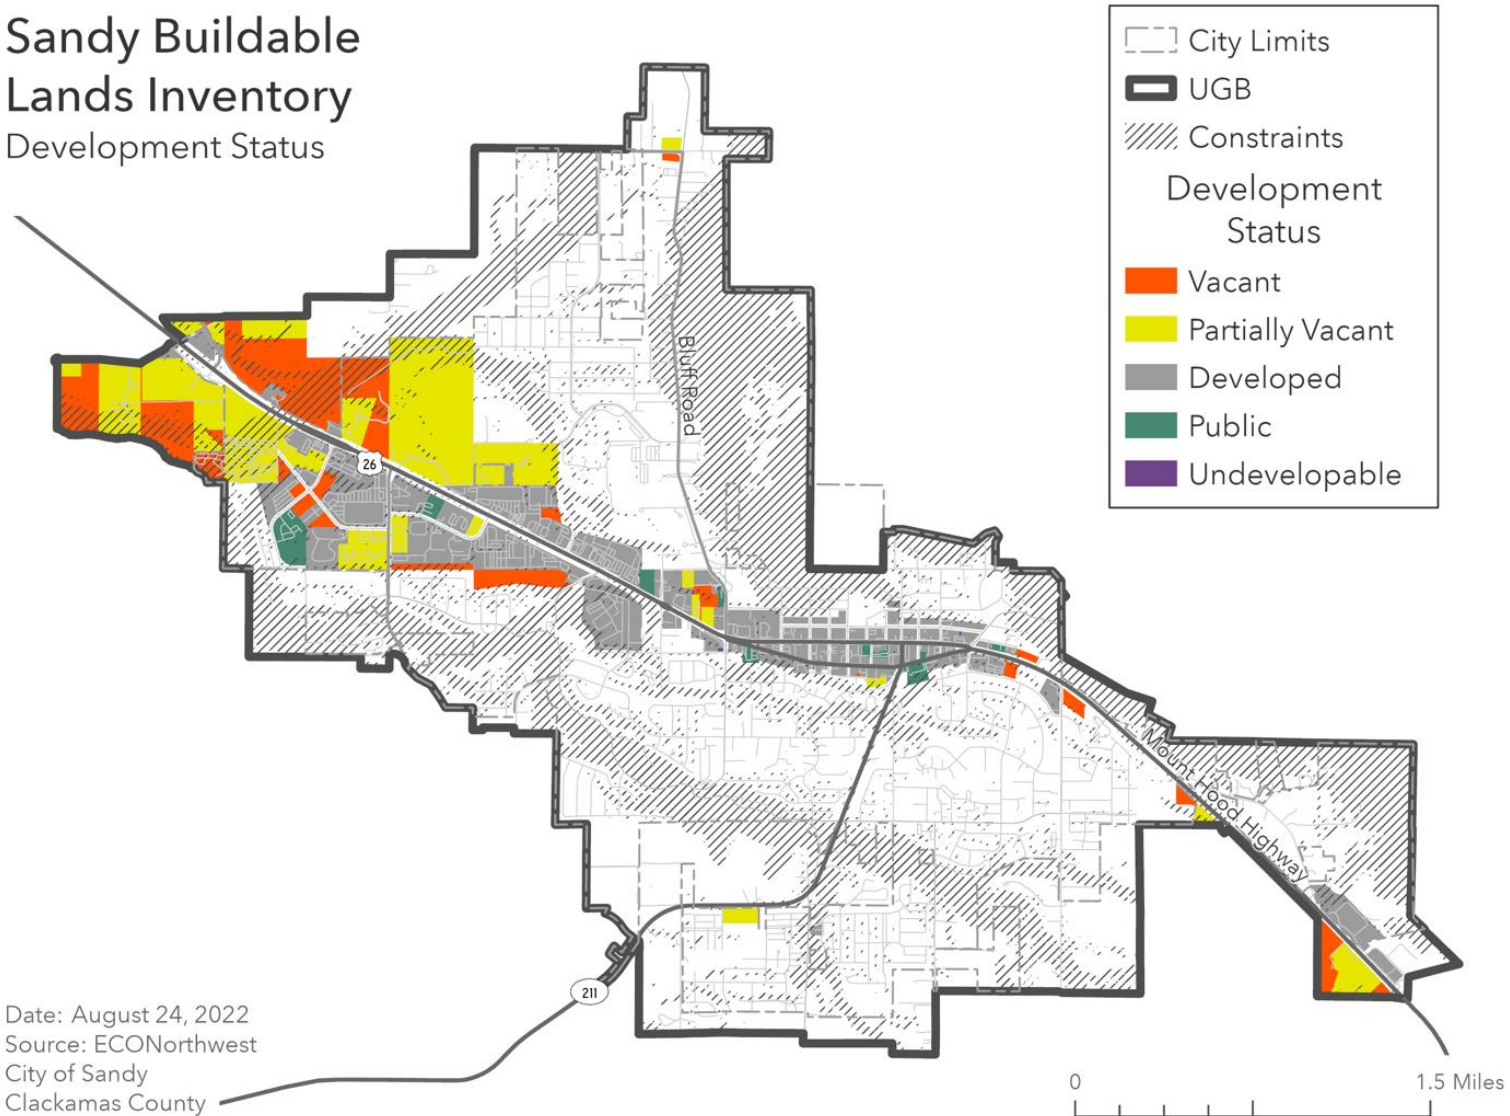 Sandy Buildable
Lands Inventory
Development Status
City Limits
UGB
Constraints
Development
Status
Vacant
Partially Vacant
Developed
Public
Undevelopable
Bluff Road
26
Mount Hood Highway
211
Date: August 24, 2022
Source: ECONorthwest
City of Sandy
Clackamas County
0
1.5 Miles